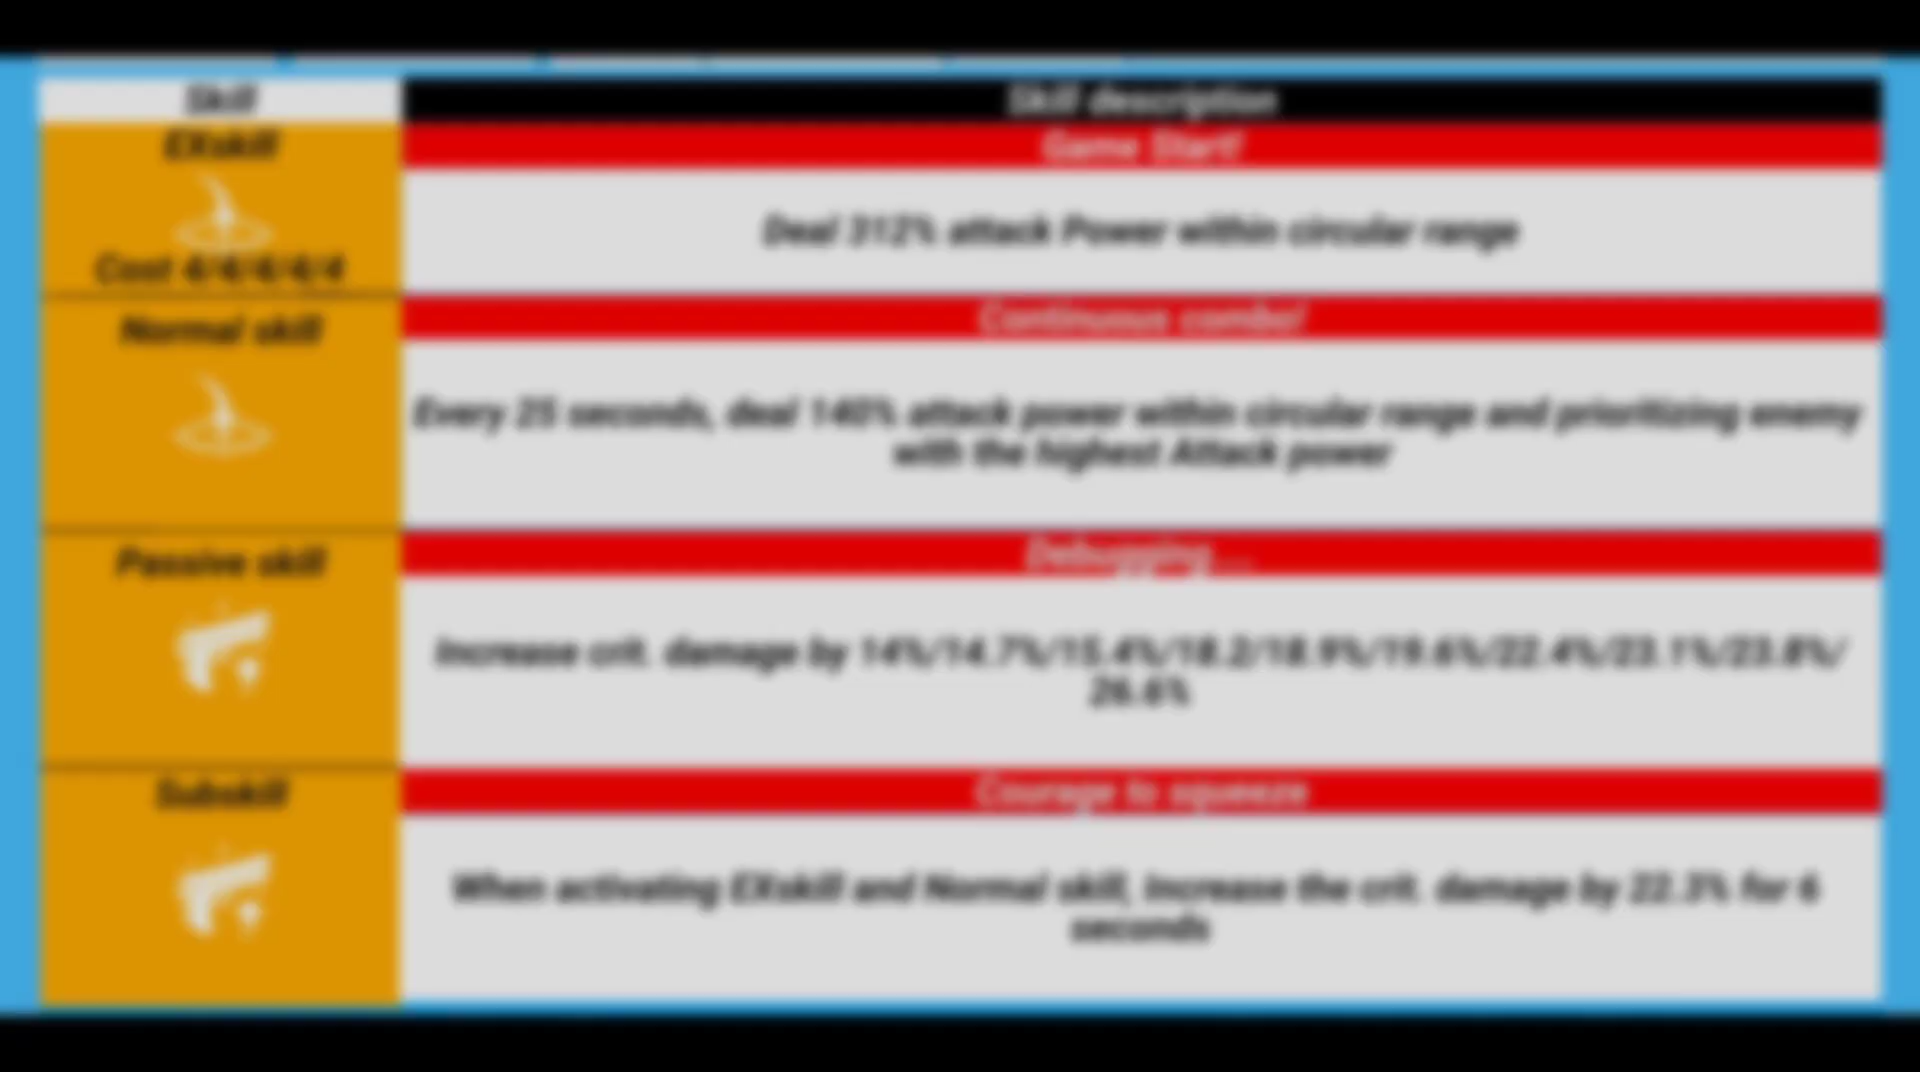 Skill
Skill description
EXskill
Game Start!
Deal 312% attack Power within circular range
Cost 4/4/4/4/4
Normal skill
Continuous combo!
Every 25 seconds, deal 140% attack power within circular range and prioritizing enemy
with the highest Attack power
Passive skill
Debugging...
Increase crit. damage by 14%/14.7%/15.4%/18.2/18.9%/19.6%/22.4%/23.1%/23.8%/
26.6%
Subskill
Courage to squeeze
When activating EXskill and Normal skill, Increase the crit. damage by 22.3% for 6
seconds